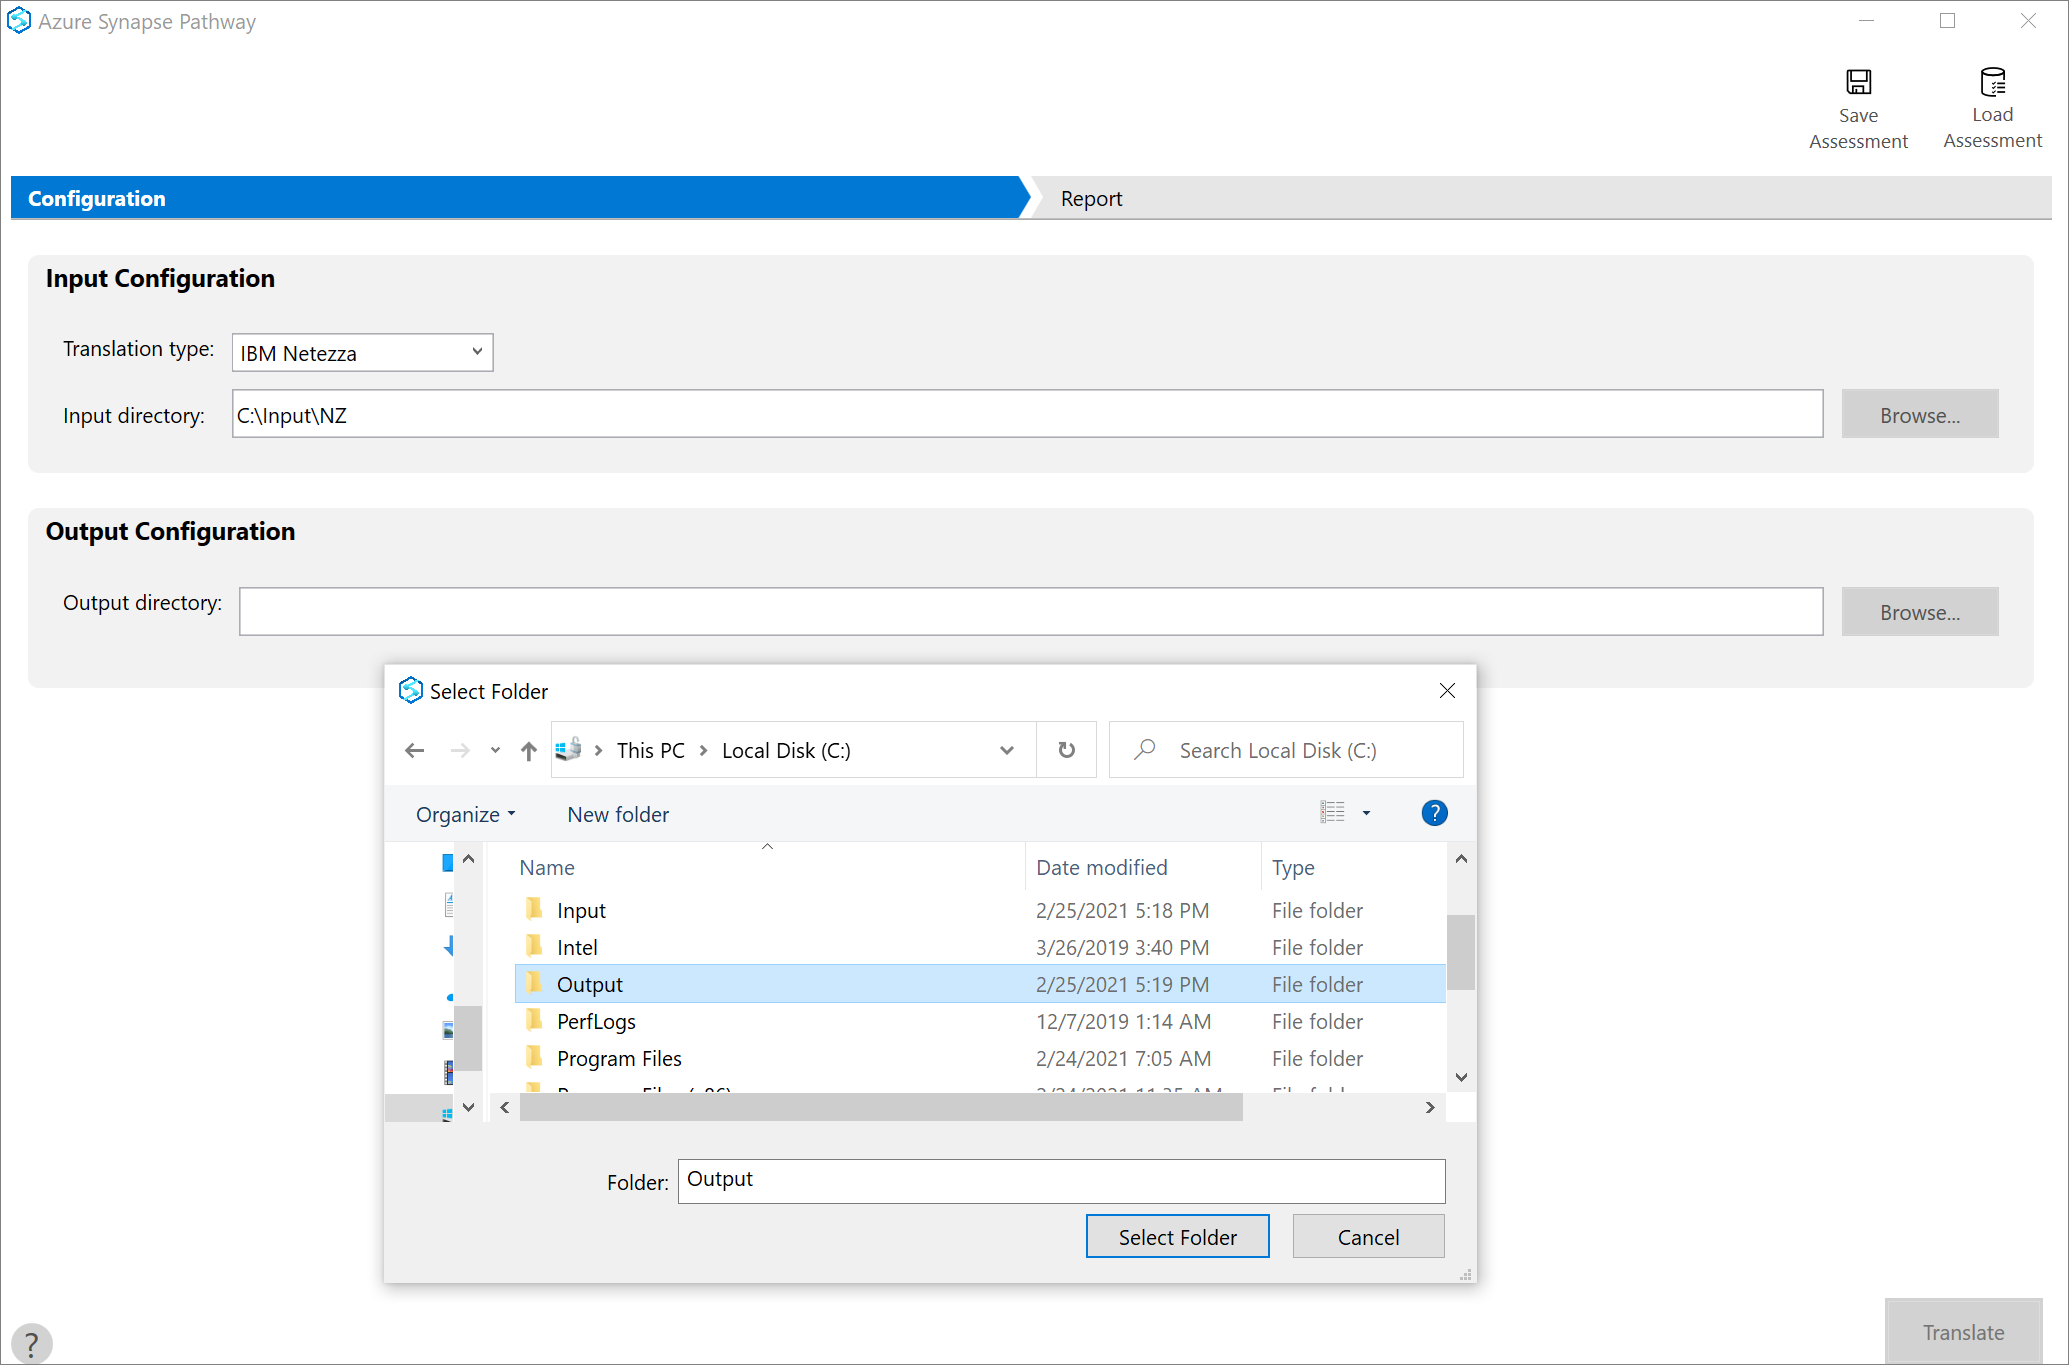 Azure Synapse Pathway
Save
Assessment
Load
Assessment
Configuration
Report
Input Configuration
Translation type:
IBM Netezza
Input directory:
C:\Input\NZ
Browse...
Output Configuration
Output directory:
Browse...
Select Folder
This PC
Local Disk (C:)
Search Local Disk (C:)
Organize
New folder
?
Name Date modified Type
Input 2/25/2021 5:18 PM File folder
Intel 3/26/2019 3:40 PM File folder
Output 2/25/2021 5:19 PM File folder
PerfLogs 12/7/2019 1:14 AM File folder
Program Files 2/24/2021 7:05 AM File folder
Folder:
Output
Select Folder
Cancel
?
Translate